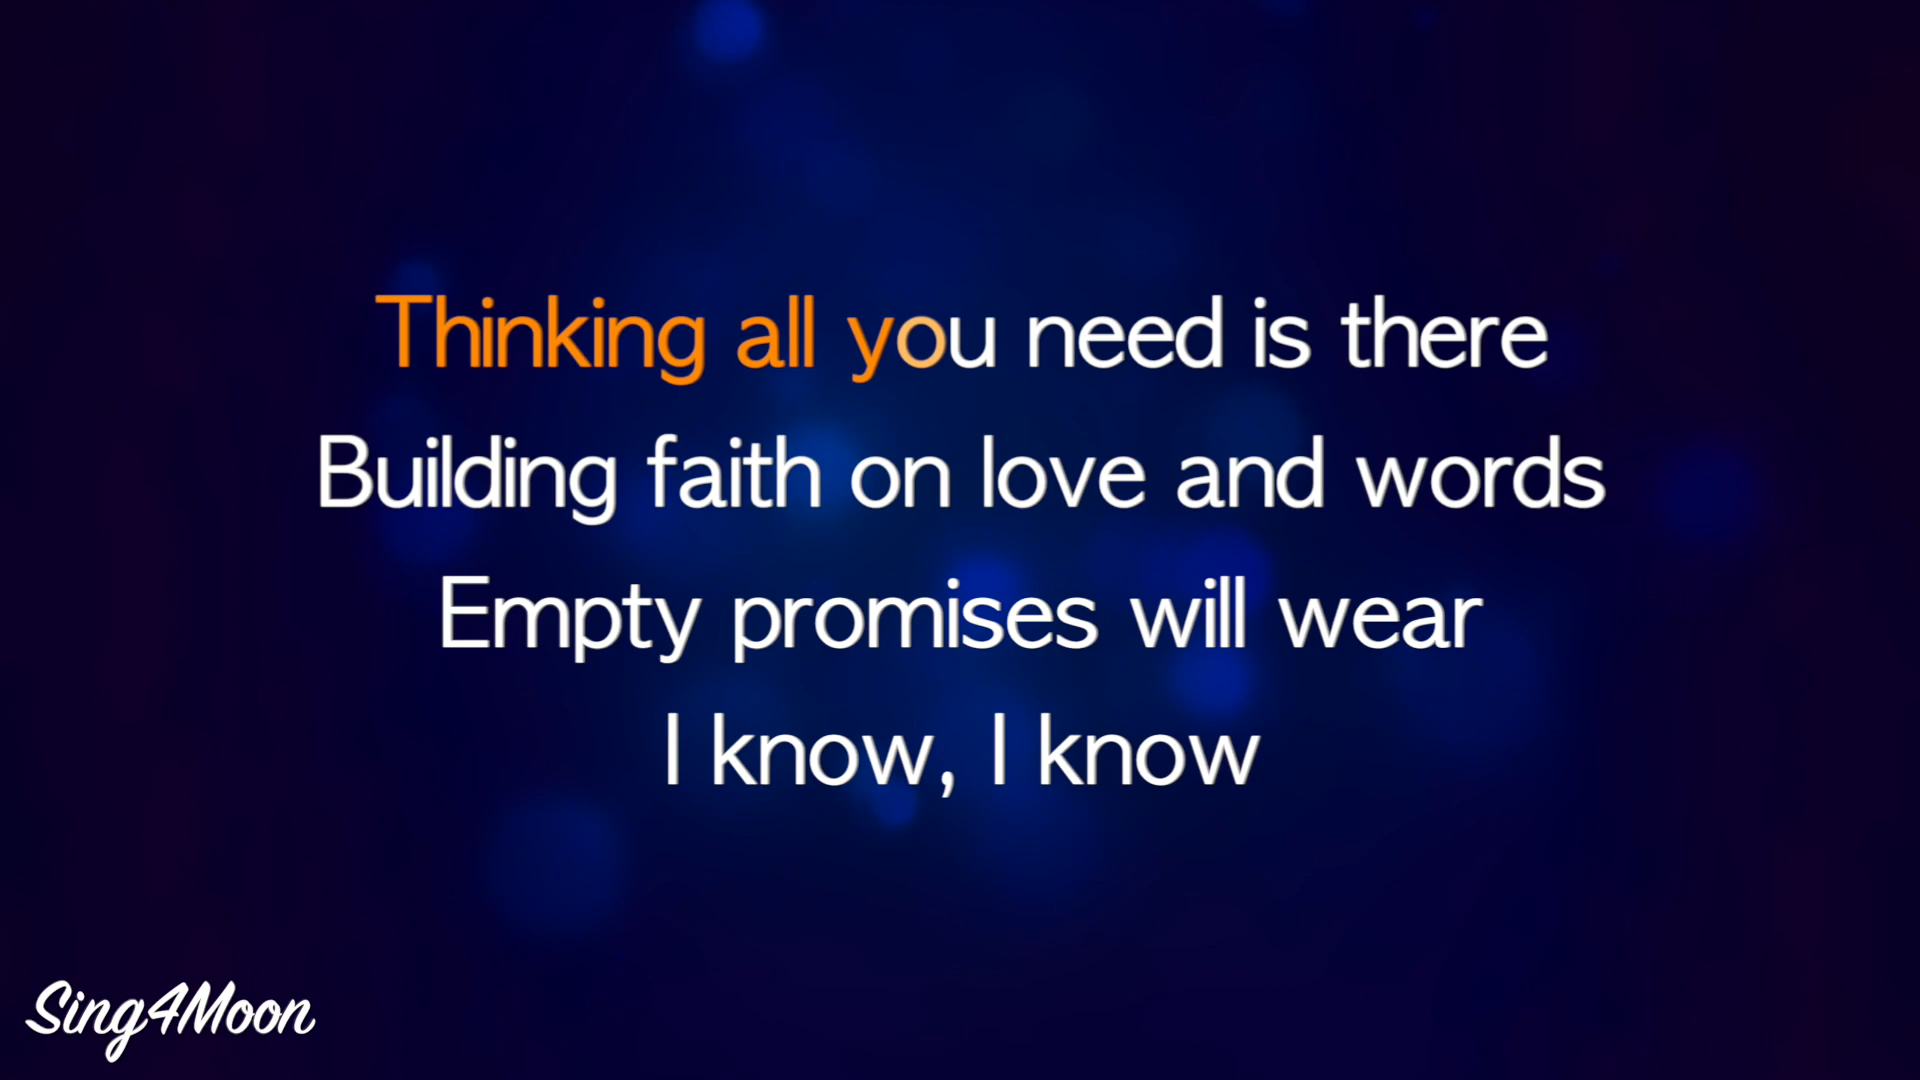 Thinking all you need is there
Building faith on love and words
Empty promises will wear
I know, I know
Sing4Moon